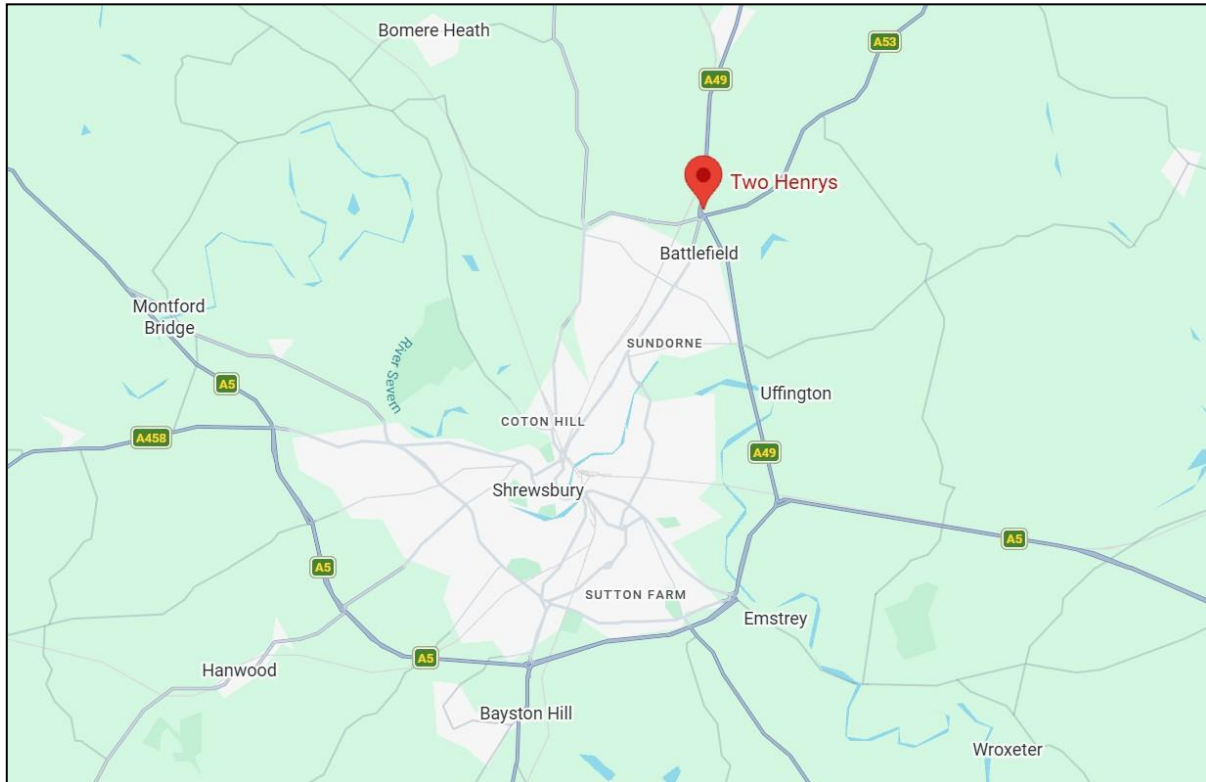 Bomere Heath
A53
A49
Two Henrys
Battlefield
Montford
Bridge
SUNDORNE
River Severn
A5
Uffington
COTON HILL
A458
A49
Shrewsbury
A5
A5
SUTTON FARM
Emstrey
A5
Hanwood
Bayston Hill
Wroxeter